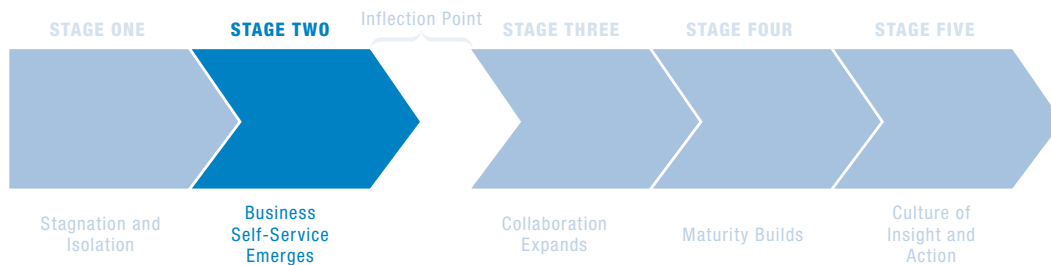 Inflection Point
STAGE ONE
STAGE TWO
STAGE THREE
STAGE FOUR
STAGE FIVE
Stagnation and
Isolation
Business
Self-Service
Emerges
Collaboration
Expands
Maturity Builds
Culture of
Insight and
Action